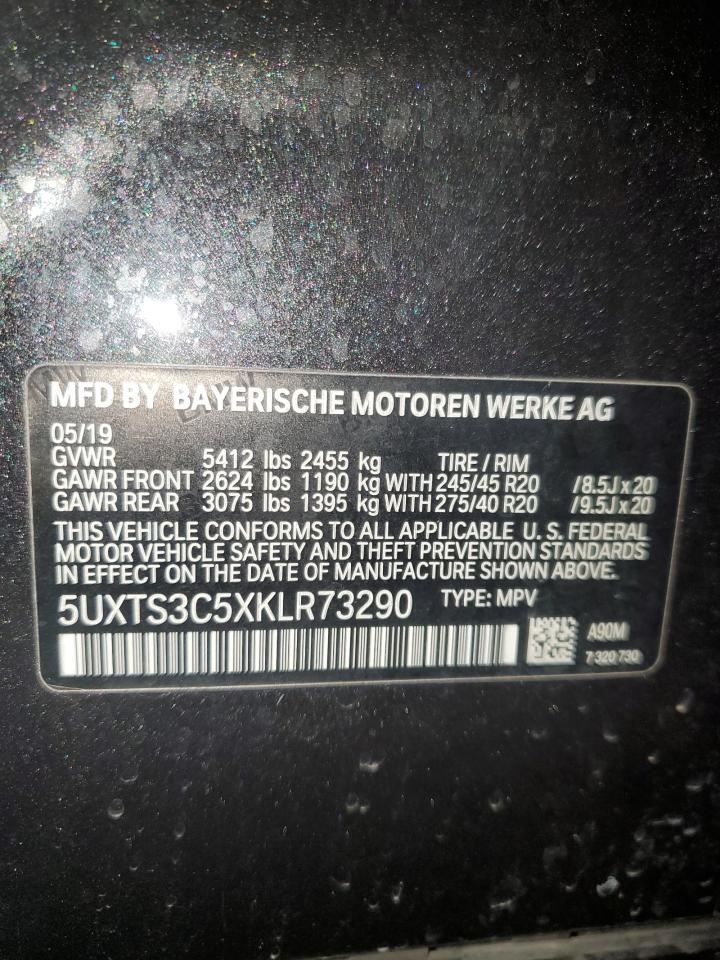 MFD BY BAYERISCHE MOTOREN WERKE AG
05/19
GVWR 5412 lbs 2455 kg TIRE / RIM
GAWR FRONT 2624 lbs 1190 kg WITH 245/45 R20 /8.5J x 20
GAWR REAR 3075 lbs 1395 kg WITH 275/40 R20 /9.5J x 20
THIS VEHICLE CONFORMS TO ALL APPLICABLE U. S. FEDERAL
MOTOR VEHICLE SAFETY AND THEFT PREVENTION STANDARDS
IN EFFECT ON THE DATE OF MANUFACTURE SHOWN ABOVE.
5UXTS3C5XKLR73290 TYPE: MPV
A90M
7 320 730